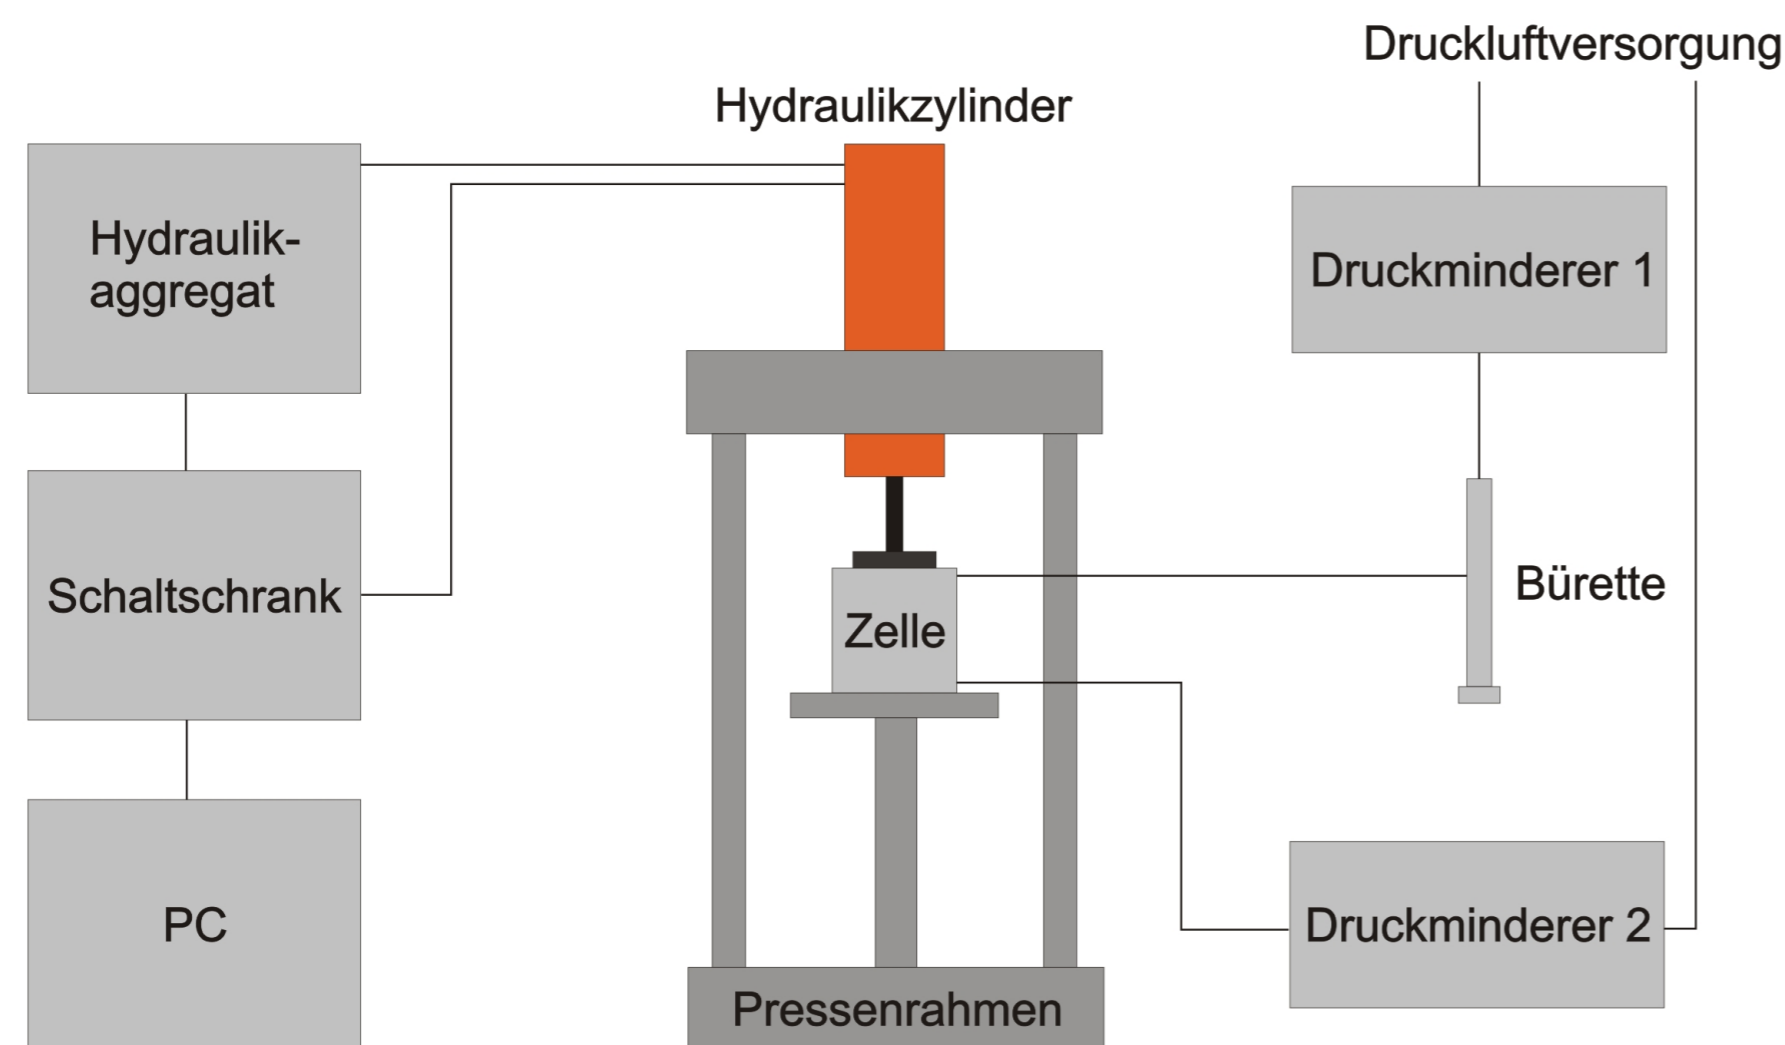 Druckluftversorgung
Hydraulikzylinder
Hydraulik-
aggregat
Druckminderer 1
Schaltschrank
Zelle
Bürette
PC
Druckminderer 2
Pressenrahmen